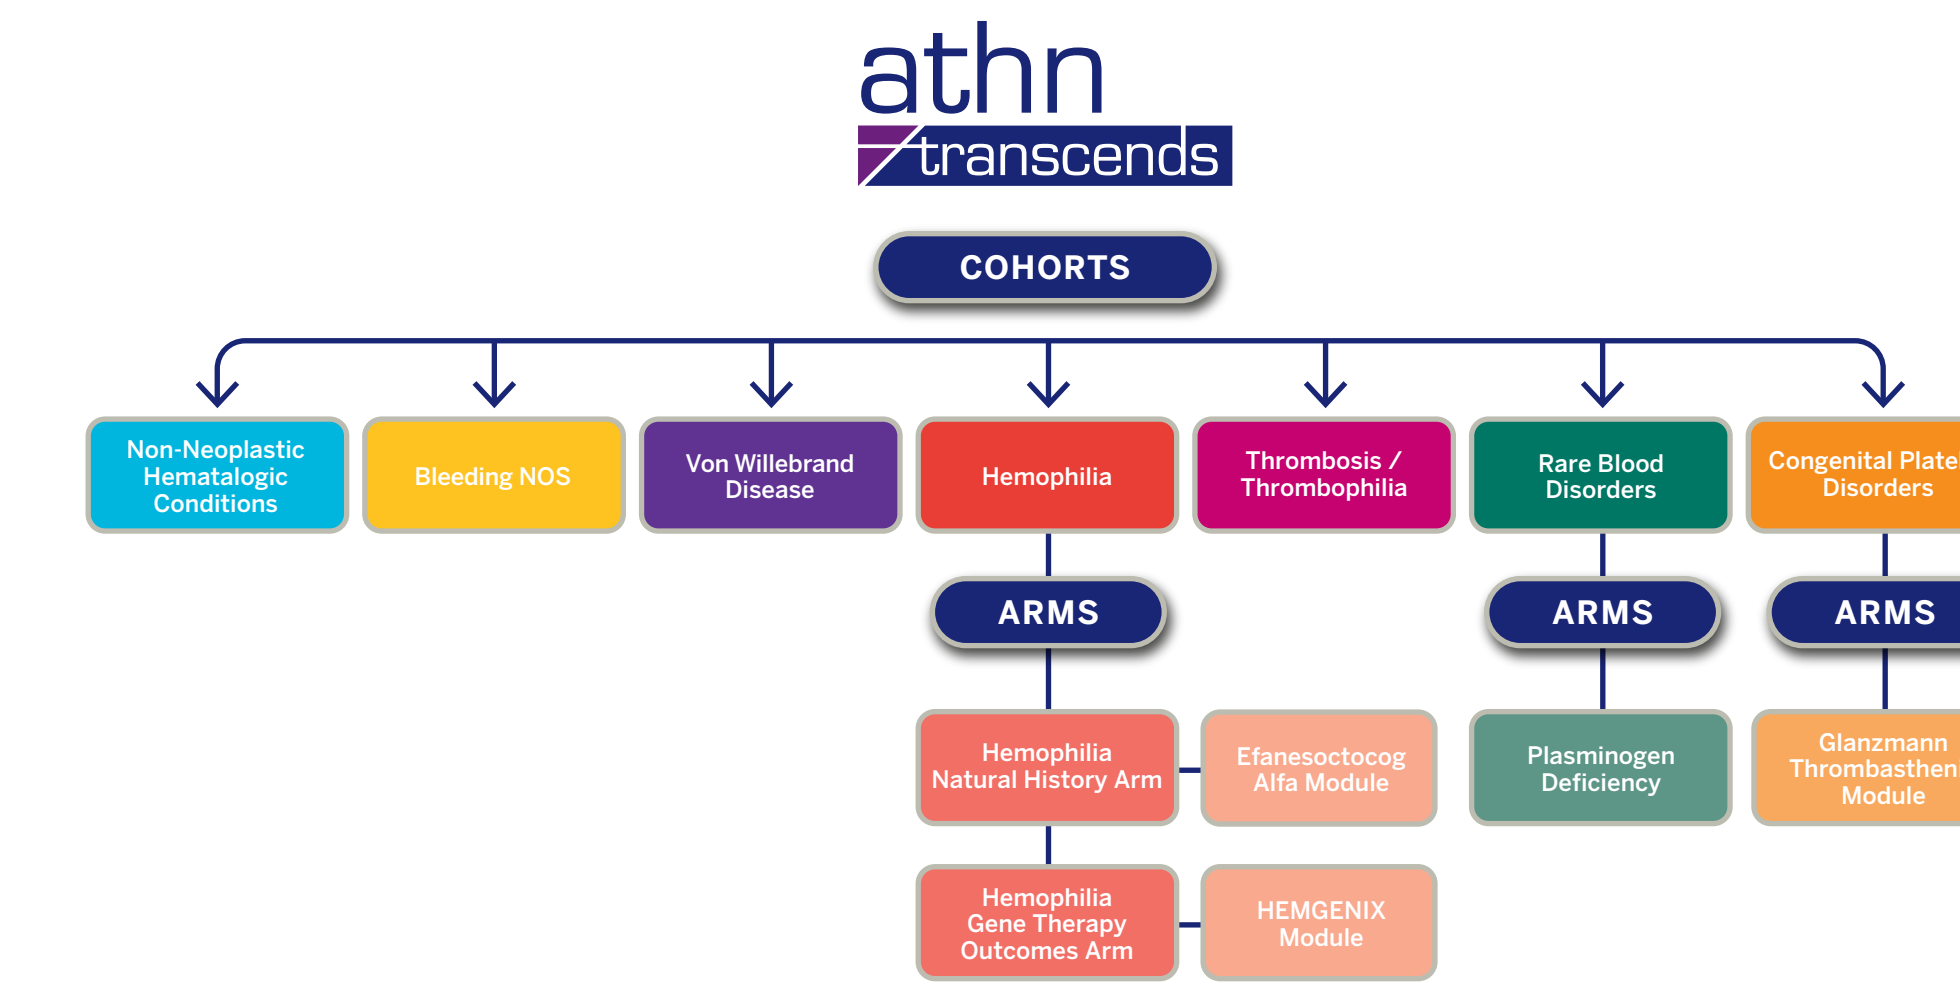 athn
transcends
COHORTS
Non-Neoplastic
Hematalogic
Conditions
Bleeding NOS
Von Willebrand
Disease
Hemophilia
Thrombosis /
Thrombophilia
Rare Blood
Disorders
Congenital
Disorders
ARMS
ARMS
ARMS
Hemophilia
Natural History Arm
Efanesoctocog
Alfa Module
Plasminogen
Deficiency
Glanzmann
Module
Hemophilia
Gene Therapy
Outcomes Arm
HEMGENIX
Module